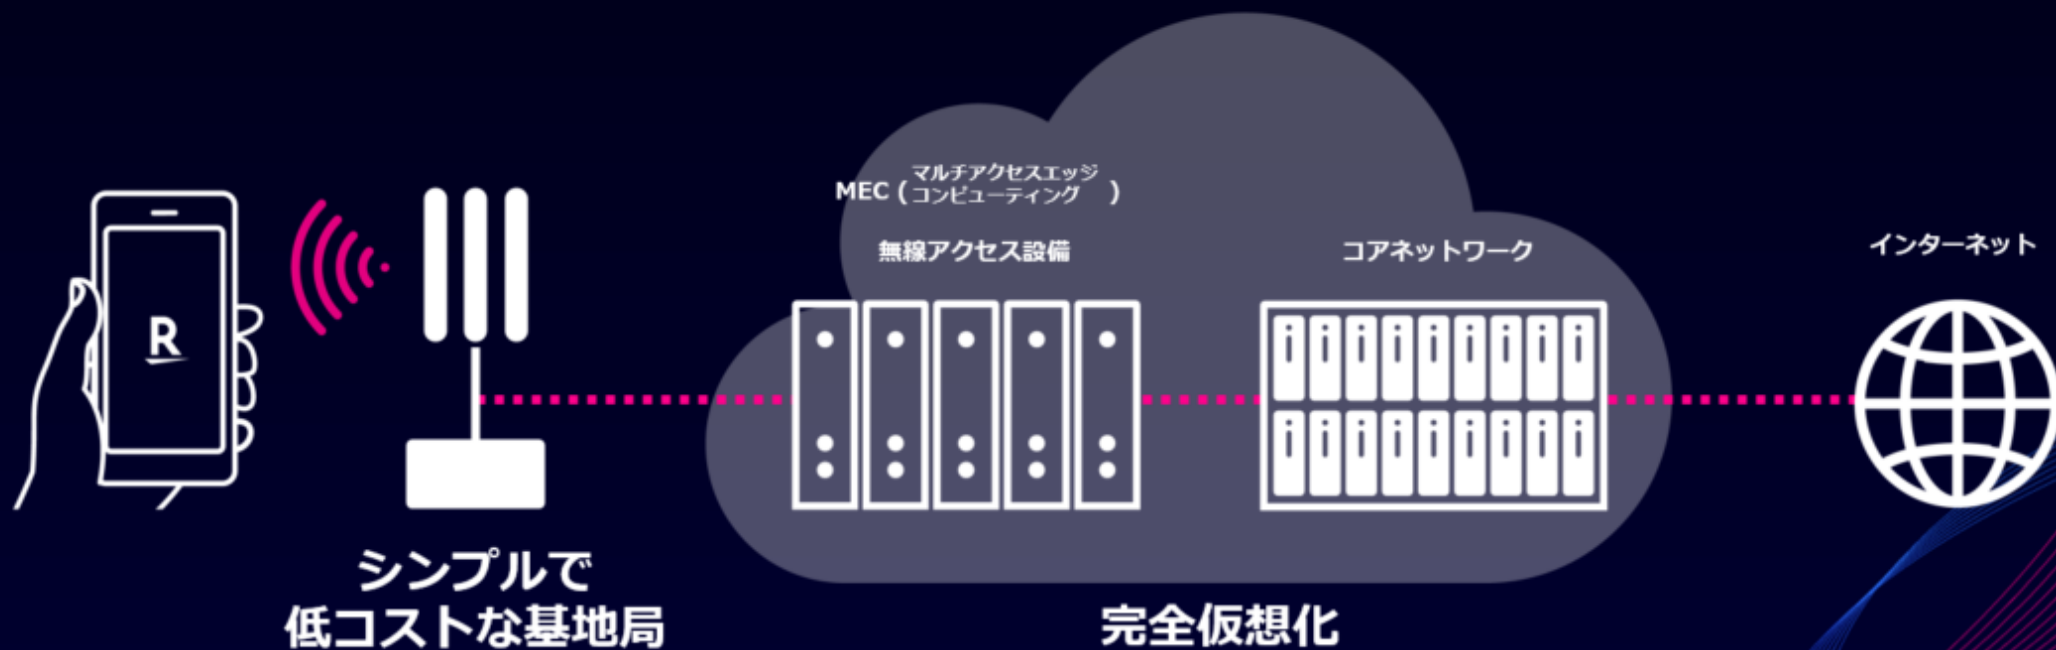 マルチアクセスエッジ
MEC ( コンピューティング )
無線アクセス設備
コアネットワーク
インターネット
R
シンプルで
低コストな基地局
完全仮想化